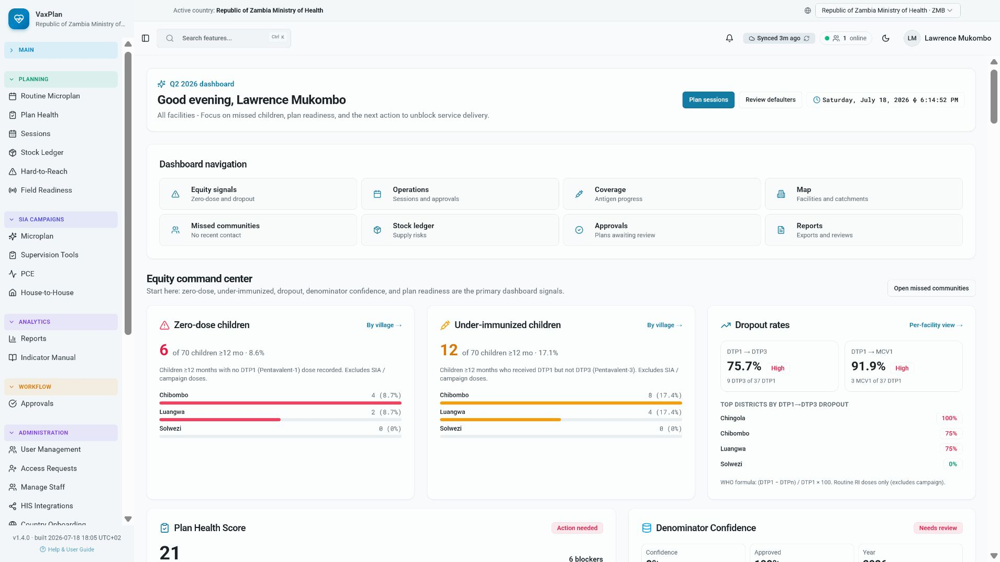 VaxPlan
Republic of Zambia Ministry of...
Active country: Republic of Zambia Ministry of Health
Republic of Zambia Ministry of Health · ZMB
Search features...
Ctrl K
Synced 3m ago
1 online
LM
Lawrence Mukombo
MAIN
PLANNING
Routine Microplan
Plan Health
Sessions
Stock Ledger
Hard-to-Reach
Field Readiness
SIA CAMPAIGNS
Microplan
Supervision Tools
PCE
House-to-House
ANALYTICS
Reports
Indicator Manual
WORKFLOW
Approvals
ADMINISTRATION
User Management
Access Requests
Manage Staff
HIS Integrations
Country Onboarding
v1.4.0 · built 2026-07-18 18:05 UTC+02
Help & User Guide
Q2 2026 dashboard
Good evening, Lawrence Mukombo
All facilities - Focus on missed children, plan readiness, and the next action to unblock service delivery.
Plan sessions
Review defaulters
Saturday, July 18, 2026 � 6:14:52 PM
Dashboard navigation
Equity signals
Zero-dose and dropout
Operations
Sessions and approvals
Coverage
Antigen progress
Map
Facilities and catchments
Missed communities
No recent contact
Stock ledger
Supply risks
Approvals
Plans awaiting review
Reports
Exports and reviews
Equity command center
Start here: zero-dose, under-immunized, dropout, denominator confidence, and plan readiness are the primary dashboard signals.
Open missed communities
Zero-dose children
By village →
6 of 70 children ≥12 mo · 8.6%
Children ≥12 months with no DTP1 (Pentavalent-1) dose recorded. Excludes SIA /
campaign doses.
Chibombo 4 (8.7%)
Luangwa 2 (8.7%)
Solwezi 0 (0%)
Under-immunized children
By village →
12 of 70 children ≥12 mo · 17.1%
Children ≥12 months who received DTP1 but not DTP3 (Pentavalent-3). Excludes SIA /
campaign doses.
Chibombo 8 (17.4%)
Luangwa 4 (17.4%)
Solwezi 0 (0%)
Dropout rates
Per-facility view →
DTP1 → DTP3
75.7% High
9 DTP3 of 37 DTP1
DTP1 → MCV1
91.9% High
3 MCV1 of 37 DTP1
TOP DISTRICTS BY DTP1→DTP3 DROPOUT
Chingola 100%
Chibombo 75%
Luangwa 75%
Solwezi 0%
WHO formula: (DTP1 − DTPn) / DTP1 × 100. Routine RI doses only (excludes campaign).
Plan Health Score
Action needed
21
6 blockers
Denominator Confidence
Needs review
Confidence
Approved
Year